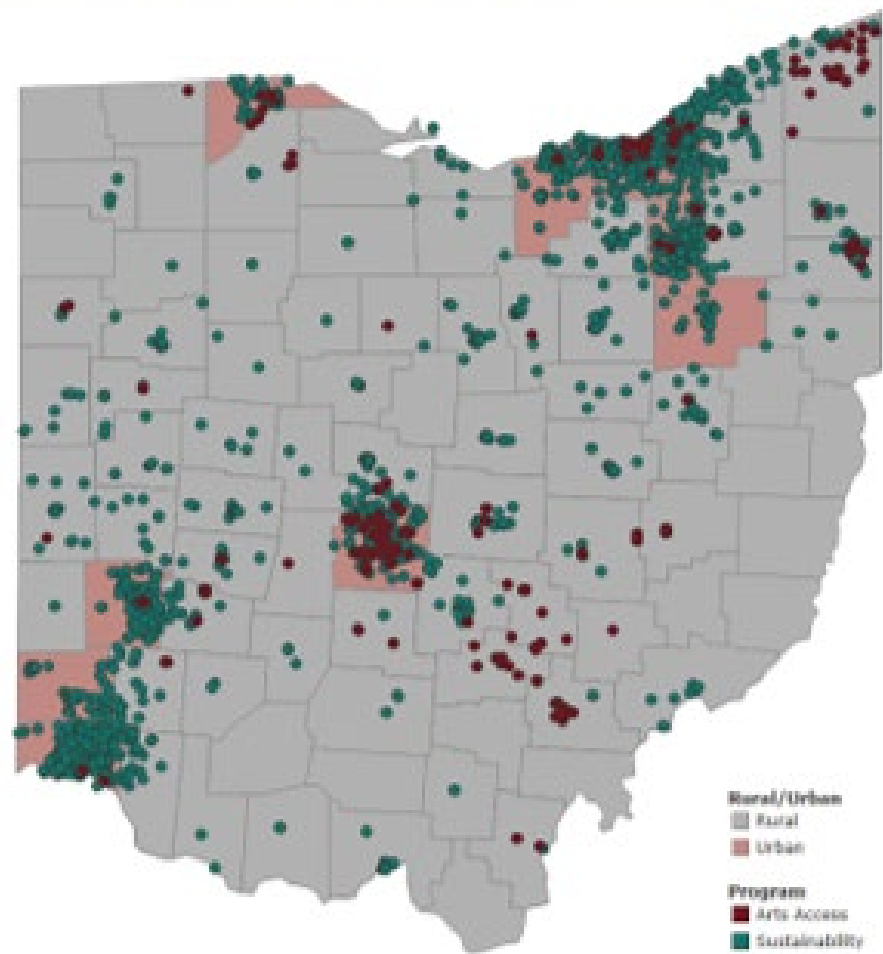 Rural/Urban
Rural
Urban
Program
Arts Access
Sustainability